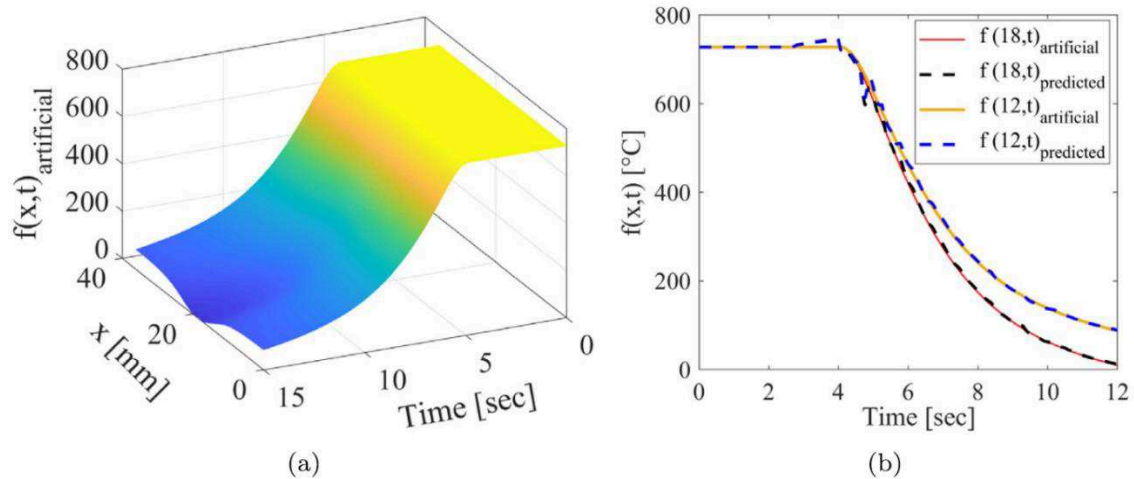 800
600
400
200
0
f(x,t)artificial
40
20
0
x [mm]
15
10
5
0
Time [sec]
(a)
800
600
400
200
0
f(x,t) [°C]
f (18,t)artificial
f (18,t)predicted
f (12,t)artificial
f (12,t)predicted
0 2 4 6 8 10 12
Time [sec]
(b)